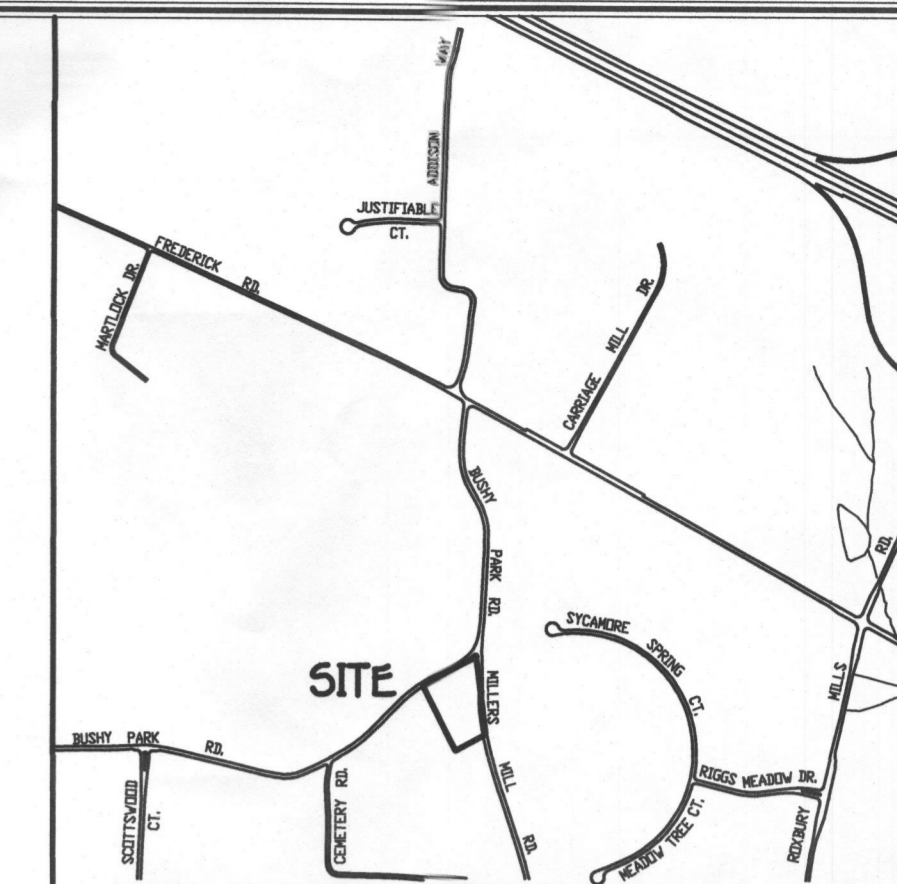 WAY
ADDISON
JUSTIFIABLE
CT.
FREDERICK
RD.
MARTLOCK DR.
CARRIAGE MILL DR.
BUSHY
PARK RD.
SYCAMORE
SPRING
CT.
SITE
MILLERS
MILL
RD.
BUSHY PARK
RD.
SCOTTSWOOD
CT.
CEMETERY RD.
RIGGS MEADOW DR.
MEADOW TREE CT.
ROXBURY
MILLS
RD.